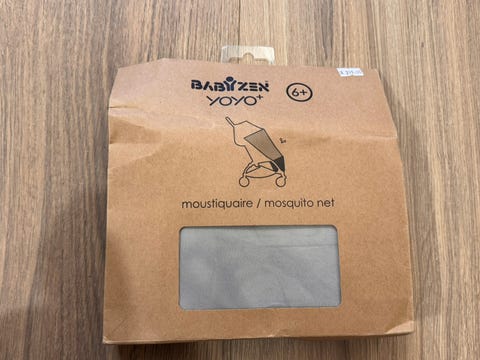 BABYZEN
YOYO+
6+
moustiquaire / mosquito net